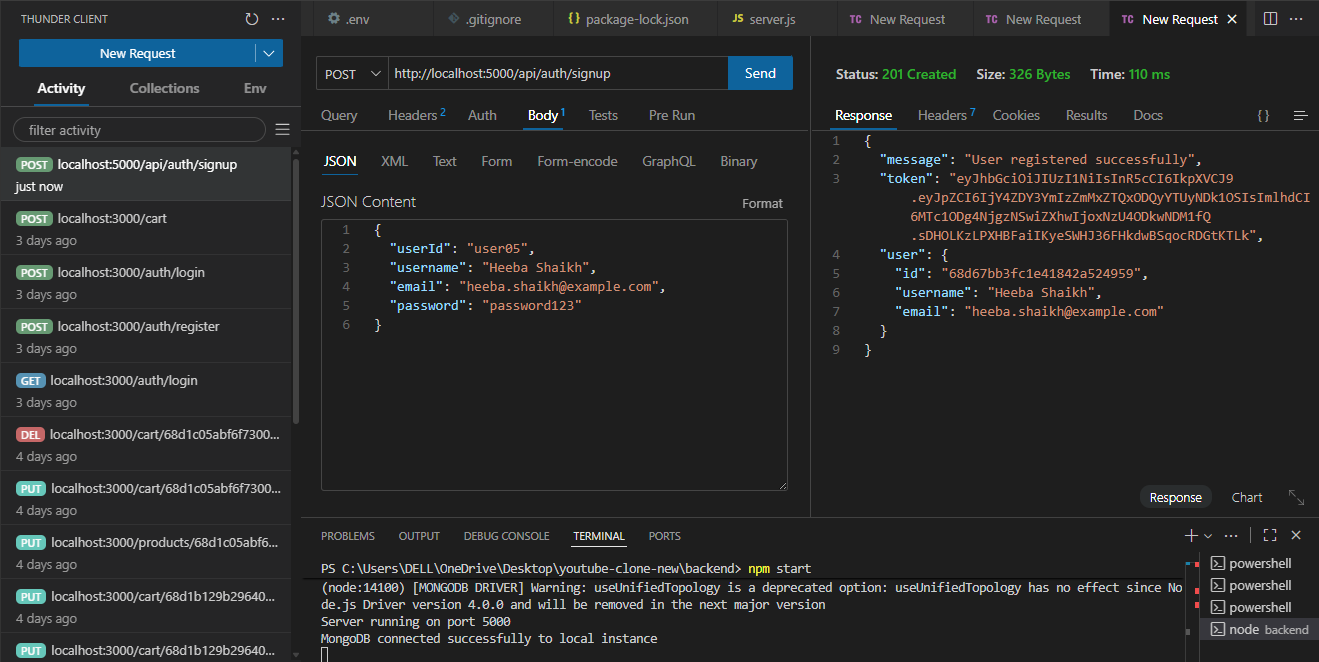 THUNDER CLIENT
New Request
Activity Collections Env
filter activity
POST localhost:5000/api/auth/signup
just now
POST localhost:3000/cart
3 days ago
POST localhost:3000/auth/login
3 days ago
POST localhost:3000/auth/register
3 days ago
GET localhost:3000/auth/login
3 days ago
DEL localhost:3000/cart/68d1c05abf6f7300...
4 days ago
PUT localhost:3000/cart/68d1c05abf6f7300...
4 days ago
PUT localhost:3000/products/68d1c05abf6...
4 days ago
PUT localhost:3000/cart/68d1b129b29640...
4 days ago
PUT localhost:3000/cart/68d1b129b29640...
.env .gitignore {} package-lock.json JS server.js TC New Request TC New Request TC New Request
POST http://localhost:5000/api/auth/signup Send
Query Headers 2 Auth Body 1 Tests Pre Run
JSON XML Text Form Form-encode GraphQL Binary
JSON Content Format
1 {
2 "userId": "user05",
3 "username": "Heeba Shaikh",
4 "email": "heeba.shaikh@example.com",
5 "password": "password123"
6 }
Status: 201 Created Size: 326 Bytes Time: 110 ms
Response Headers 7 Cookies Results Docs {}
1 {
2 "message": "User registered successfully",
3 "token": "eyJhbGciOiJIUzI1NiIsInR5cCI6IkpXVCJ9
.eyJpZCI6IjY4ZDY3YmIzZmMxZTQxODQyYTUyNDk1OSIsImlhdCI
6MTc1ODg4NjgzNSwiZXhwIjoxNzU4ODkwNDM1fQ
.sDHOLKzLPXHBFaiIKyeSWHJ36FHkdwBSqocRDGtKTLk",
4 "user": {
5 "id": "68d67bb3fc1e41842a524959",
6 "username": "Heeba Shaikh",
7 "email": "heeba.shaikh@example.com"
8 }
9 }
Response Chart
PROBLEMS OUTPUT DEBUG CONSOLE TERMINAL PORTS
PS C:\Users\DELL\OneDrive\Desktop\youtube-clone-new\backend> npm start
(node:14100) [MONGODB DRIVER] Warning: useUnifiedTopology is a deprecated option: useUnifiedTopology has no effect since No
de.js Driver version 4.0.0 and will be removed in the next major version
Server running on port 5000
MongoDB connected successfully to local instance
powershell
powershell
powershell
node backend